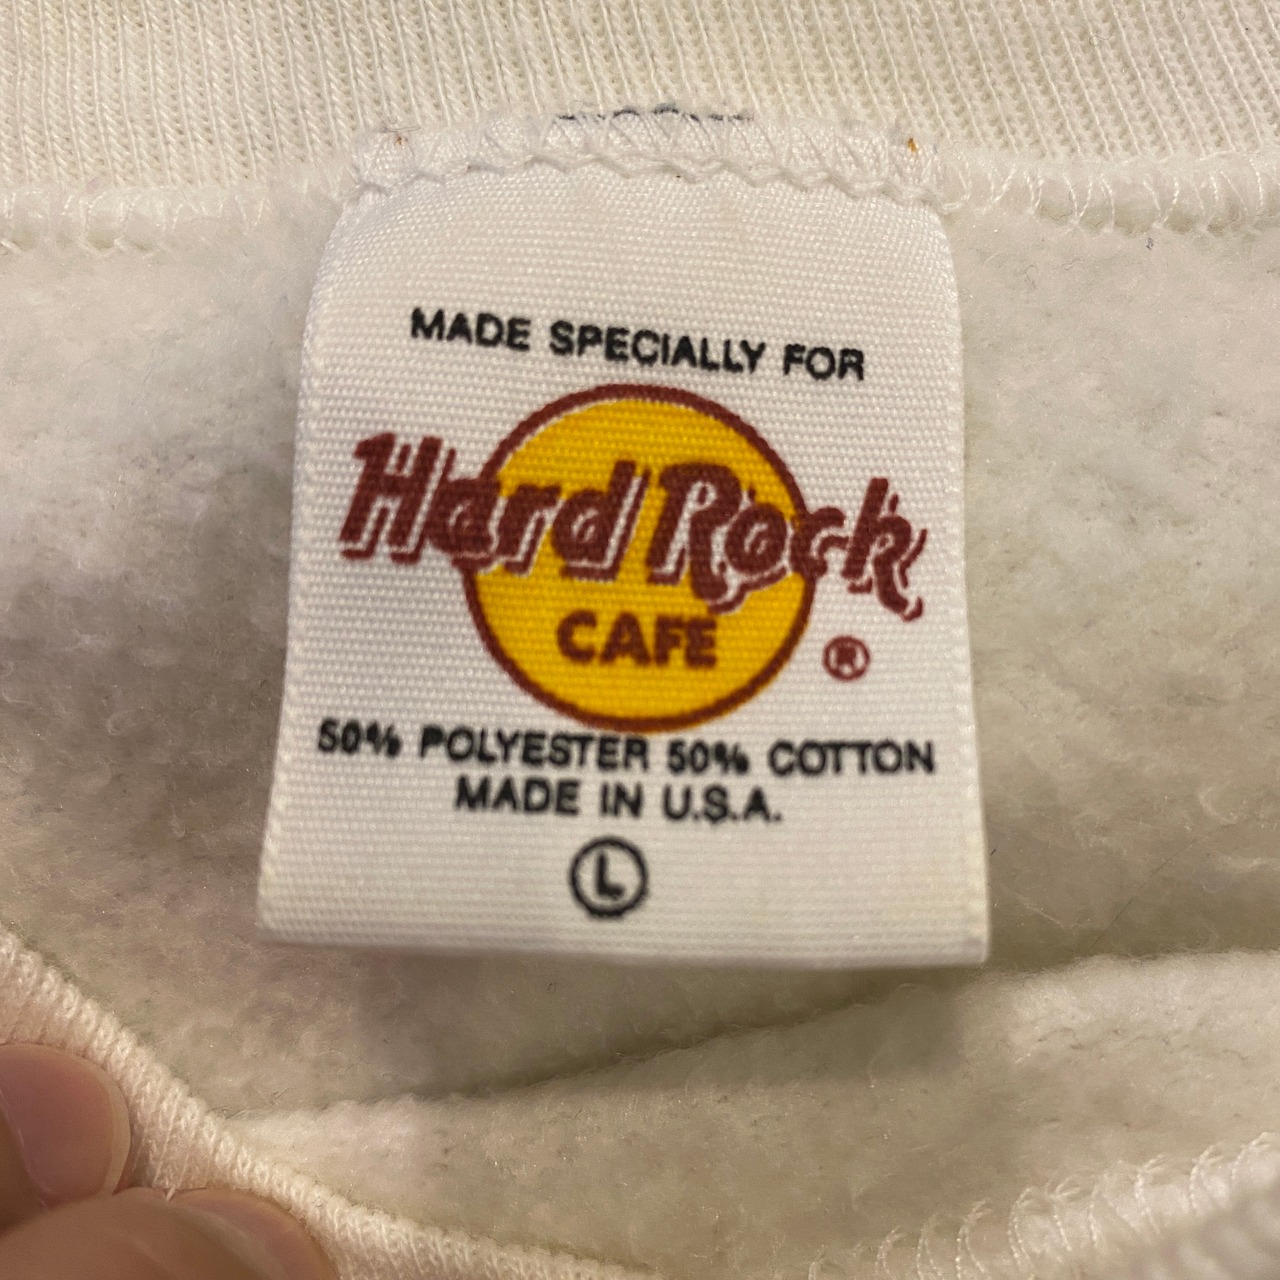 MADE SPECIALLY FOR
Hard Rock
CAFE
®
50% POLYESTER 50% COTTON
MADE IN U.S.A.
L